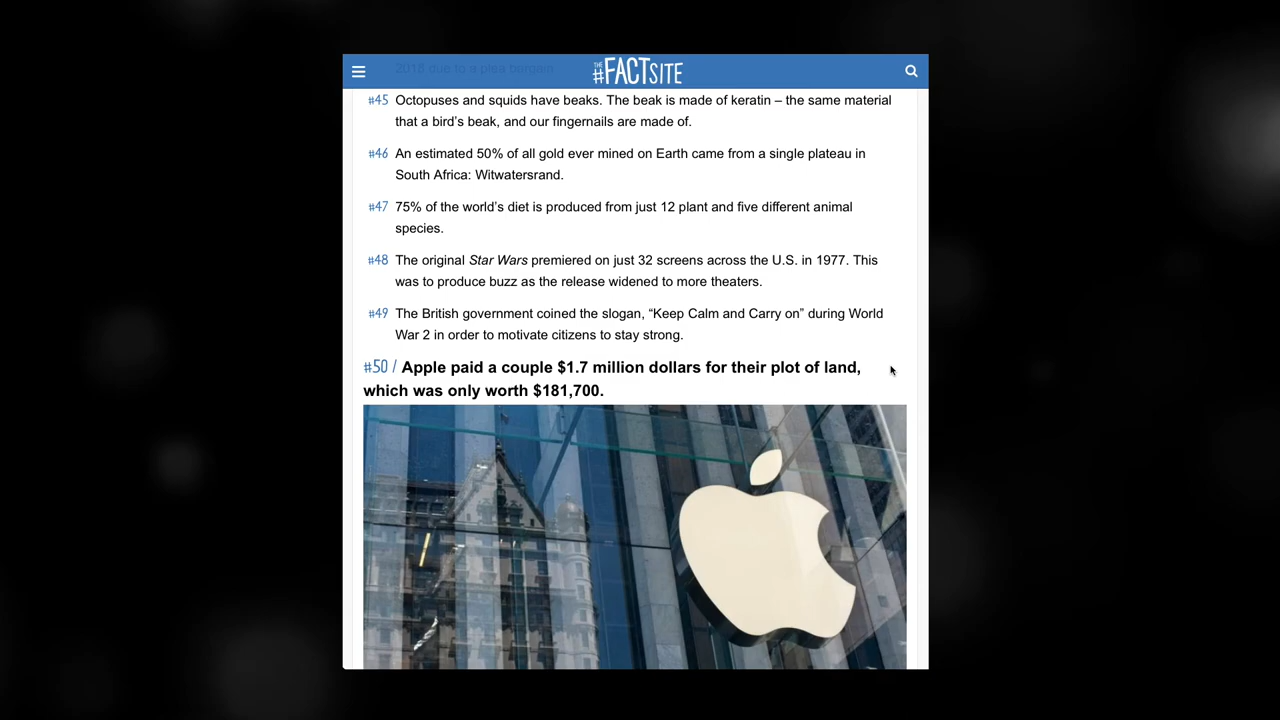 2018 due to a plea bargain
THE #FACTSITE
#45 Octopuses and squids have beaks. The beak is made of keratin – the same material
that a bird’s beak, and our fingernails are made of.
#46 An estimated 50% of all gold ever mined on Earth came from a single plateau in
South Africa: Witwatersrand.
#47 75% of the world’s diet is produced from just 12 plant and five different animal
species.
#48 The original Star Wars premiered on just 32 screens across the U.S. in 1977. This
was to produce buzz as the release widened to more theaters.
#49 The British government coined the slogan, “Keep Calm and Carry on” during World
War 2 in order to motivate citizens to stay strong.
#50 / Apple paid a couple $1.7 million dollars for their plot of land,
which was only worth $181,700.